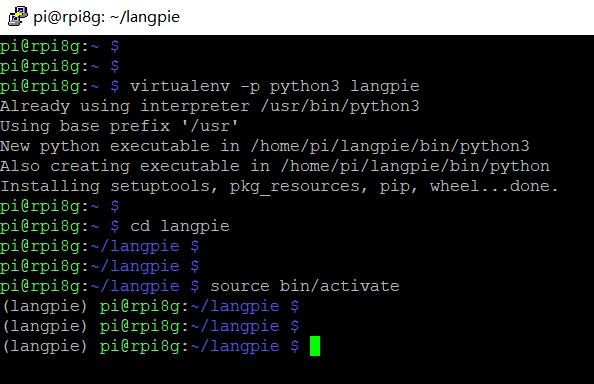 pi@rpi8g: ~/langpie
pi@rpi8g:~ $
pi@rpi8g:~ $
pi@rpi8g:~ $ virtualenv -p python3 langpie
Already using interpreter /usr/bin/python3
Using base prefix '/usr'
New python executable in /home/pi/langpie/bin/python3
Also creating executable in /home/pi/langpie/bin/python
Installing setuptools, pkg_resources, pip, wheel...done.
pi@rpi8g:~ $
pi@rpi8g:~ $ cd langpie
pi@rpi8g:~/langpie $
pi@rpi8g:~/langpie $
pi@rpi8g:~/langpie $ source bin/activate
(langpie) pi@rpi8g:~/langpie $
(langpie) pi@rpi8g:~/langpie $
(langpie) pi@rpi8g:~/langpie $